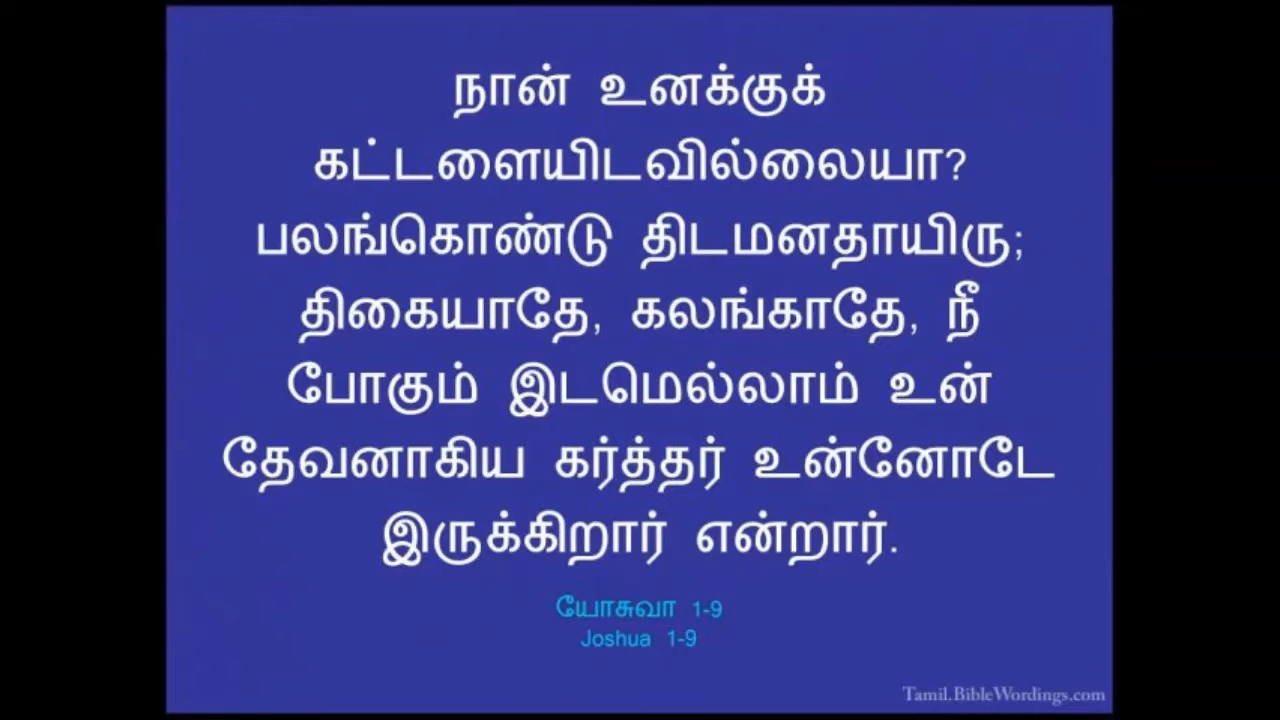 நான் உனக்குக்
கட்டளையிடவில்லையா?
பலங்கொண்டு திடமனதாயிரு;
திகையாதே, கலங்காதே, நீ
போகும் இடமெல்லாம் உன்
தேவனாகிய கர்த்தர் உன்னோடே
இருக்கிறார் என்றார்.
யோசுவா 1-9
Joshua 1-9
Tamil.BibleWordings.com